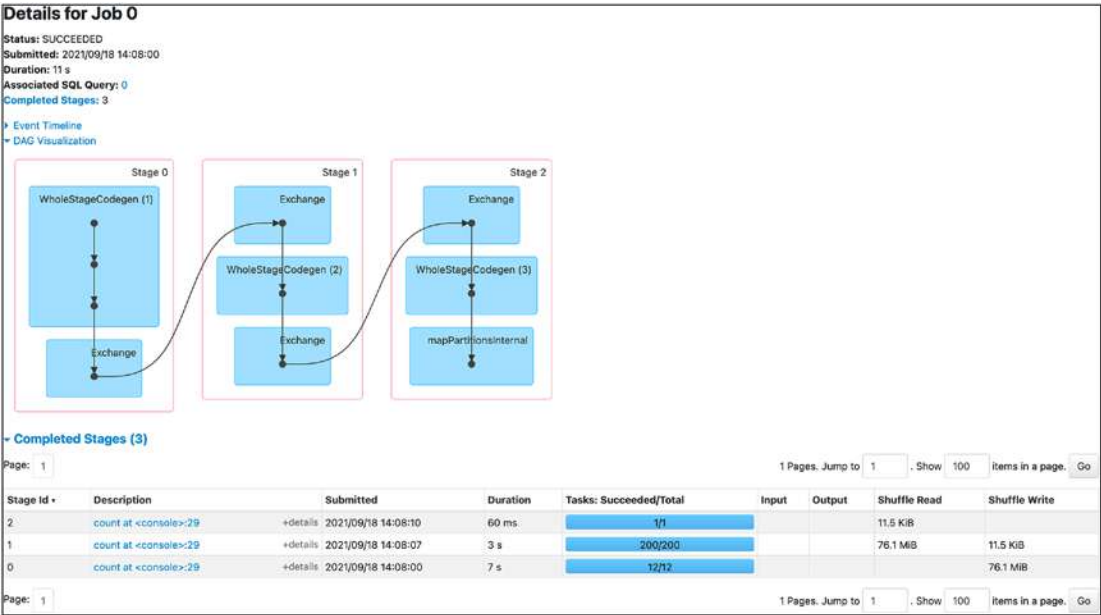 Details for Job 0
Status: SUCCEEDED
Submitted: 2021/09/18 14:08:00
Duration: 11 s
Associated SQL Query: 0
Completed Stages: 3
Event Timeline
DAG Visualization
Stage 0 Stage 1 Stage 2
WholeStageCodegen (1) Exchange Exchange
WholeStageCodegen (2) WholeStageCodegen (3)
Exchange Exchange mapPartitionsInternal
Completed Stages (3)
Page: 1 1 Pages. Jump to 1 . Show 100 items in a page. Go
Stage Id Description Submitted Duration Tasks: Succeeded/Total Input Output Shuffle Read Shuffle Write
2 count at <console>:29 +details 2021/09/18 14:08:10 60 ms 1/1 11.5 KiB
1 count at <console>:29 +details 2021/09/18 14:08:07 3 s 200/200 76.1 MiB 11.5 KiB
0 count at <console>:29 +details 2021/09/18 14:08:00 7 s 12/12 76.1 MiB
Page: 1 1 Pages. Jump to 1 . Show 100 items in a page. Go